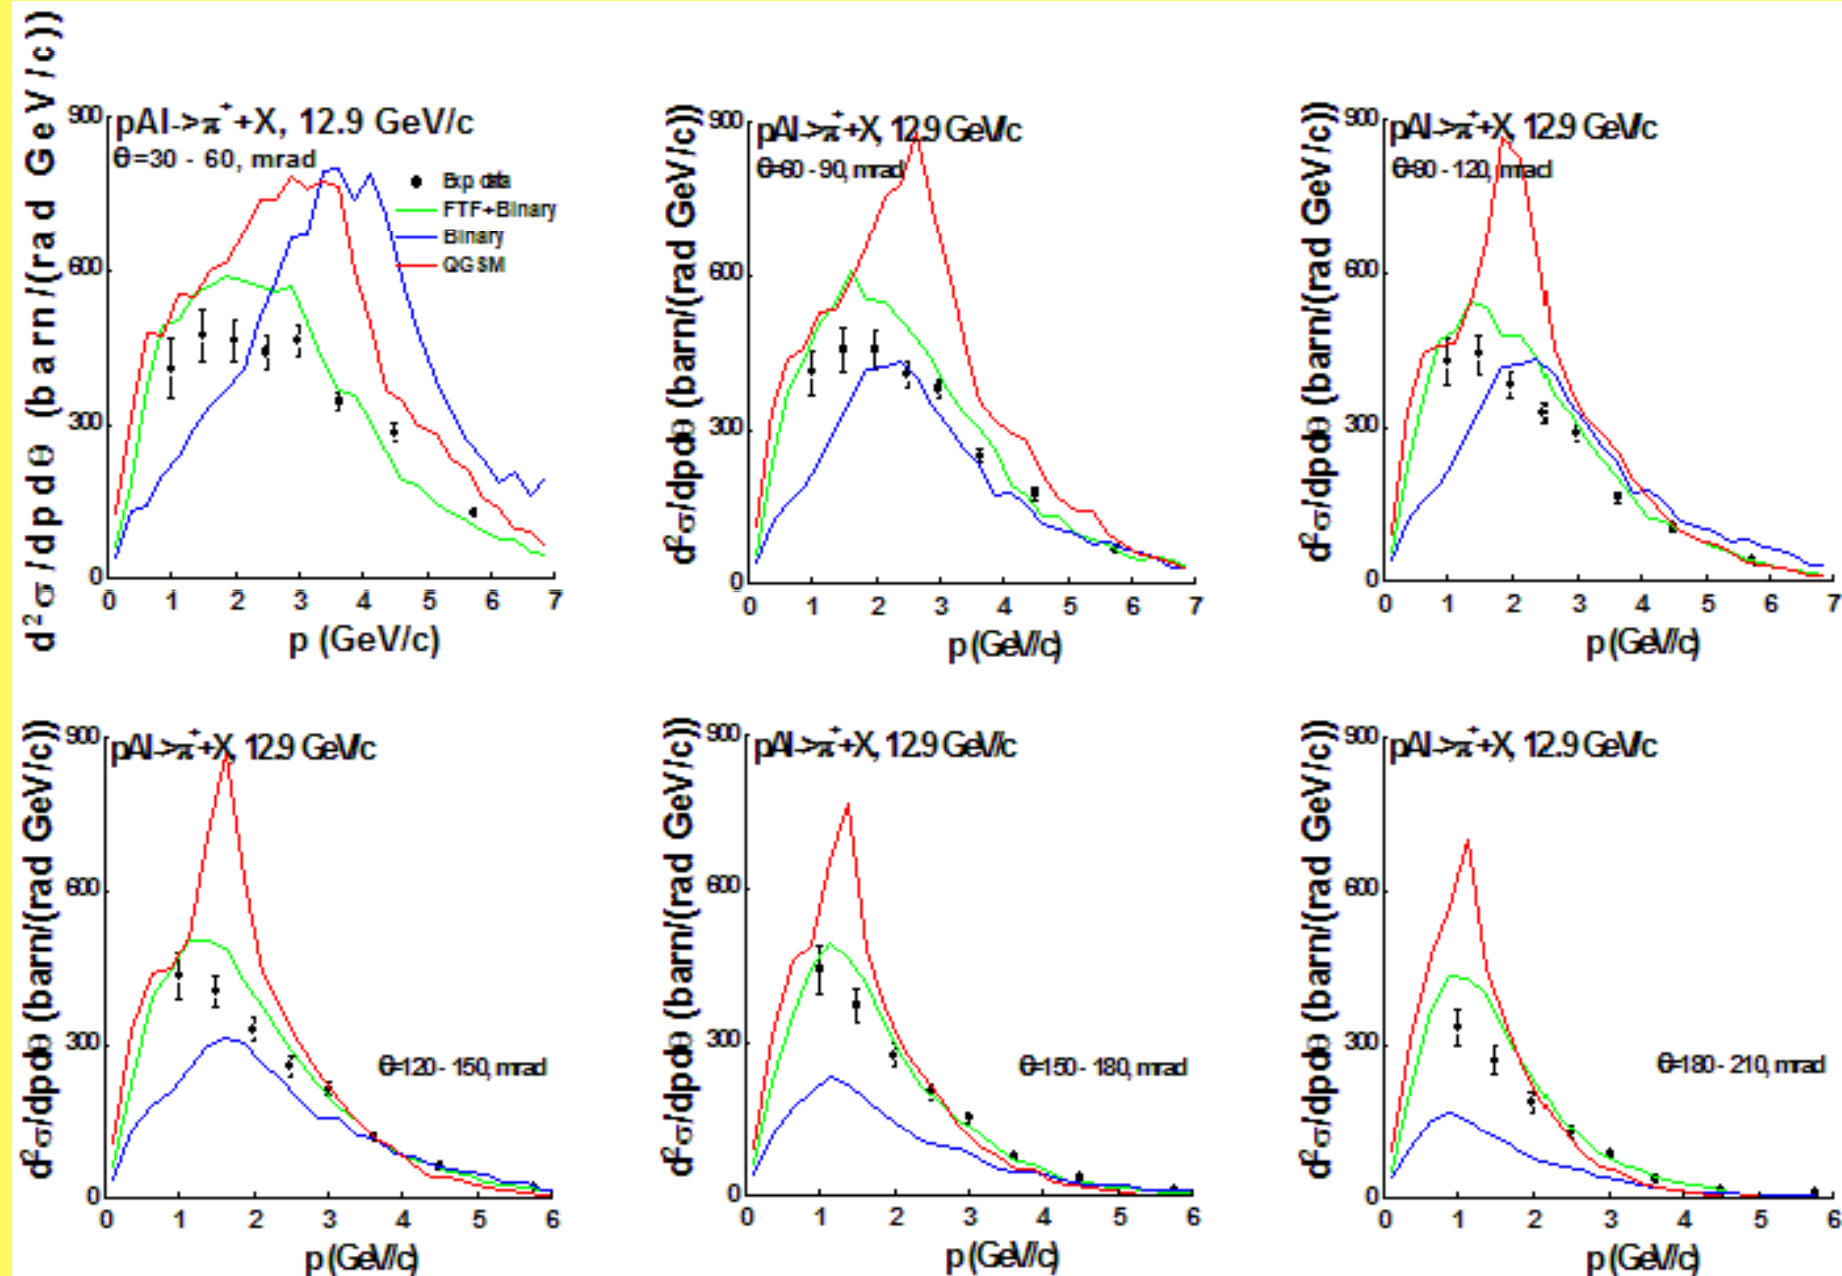 d²σ/dpdθ (barn/(rad GeV/c))
pAl->π⁺+X, 12.9 GeV/c
θ=30 - 60, mrad
Exp data
FTF+Binary
Binary
QGSM
900
600
300
0
0 1 2 3 4 5 6 7
p (GeV/c)
d²σ/dpdθ (barn/(rad GeV/c))
pAl->π⁺+X, 12.9 GeV/c
θ=60 - 90, mrad
900
600
300
0
0 1 2 3 4 5 6 7
p (GeV/c)
d²σ/dpdθ (barn/(rad GeV/c))
pAl->π⁺+X, 12.9 GeV/c
θ=90 - 120, mrad
900
600
300
0
0 1 2 3 4 5 6 7
p (GeV/c)
d²σ/dpdθ (barn/(rad GeV/c))
pAl->π⁺+X, 12.9 GeV/c
θ=120 - 150, mrad
900
600
300
0
0 1 2 3 4 5 6
p (GeV/c)
d²σ/dpdθ (barn/(rad GeV/c))
pAl->π⁺+X, 12.9 GeV/c
θ=150 - 180, mrad
900
600
300
0
0 1 2 3 4 5 6
p (GeV/c)
d²σ/dpdθ (barn/(rad GeV/c))
pAl->π⁺+X, 12.9 GeV/c
θ=180 - 210, mrad
900
600
300
0
0 1 2 3 4 5 6
p (GeV/c)